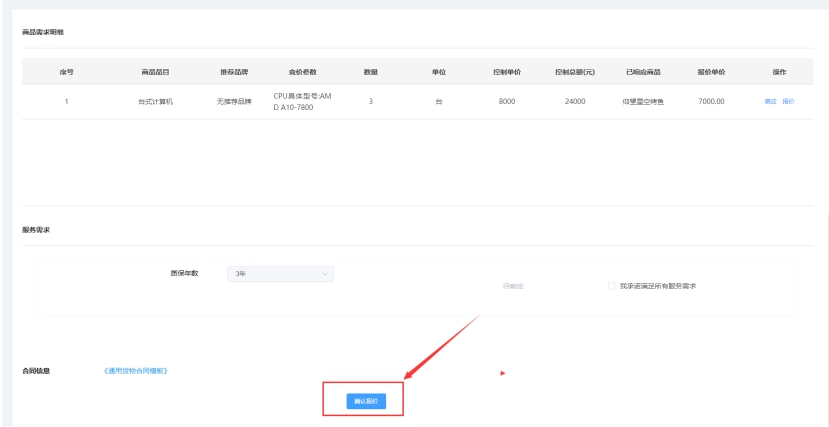 商品需求明细
序号 商品品目 推荐品牌 竞价参数 数量 单位 控制单价 控制总额(元) 已响应商品 报价单价 操作
1 台式计算机 无推荐品牌 CPU具体型号:AM 3 台 8000 24000 仰望星空烤鱼 7000.00 响应 报价
D A10-7800
服务需求
质保年数 3年
待响应 我承诺满足所有服务需求
合同信息 《通用货物合同模板》
确认报价